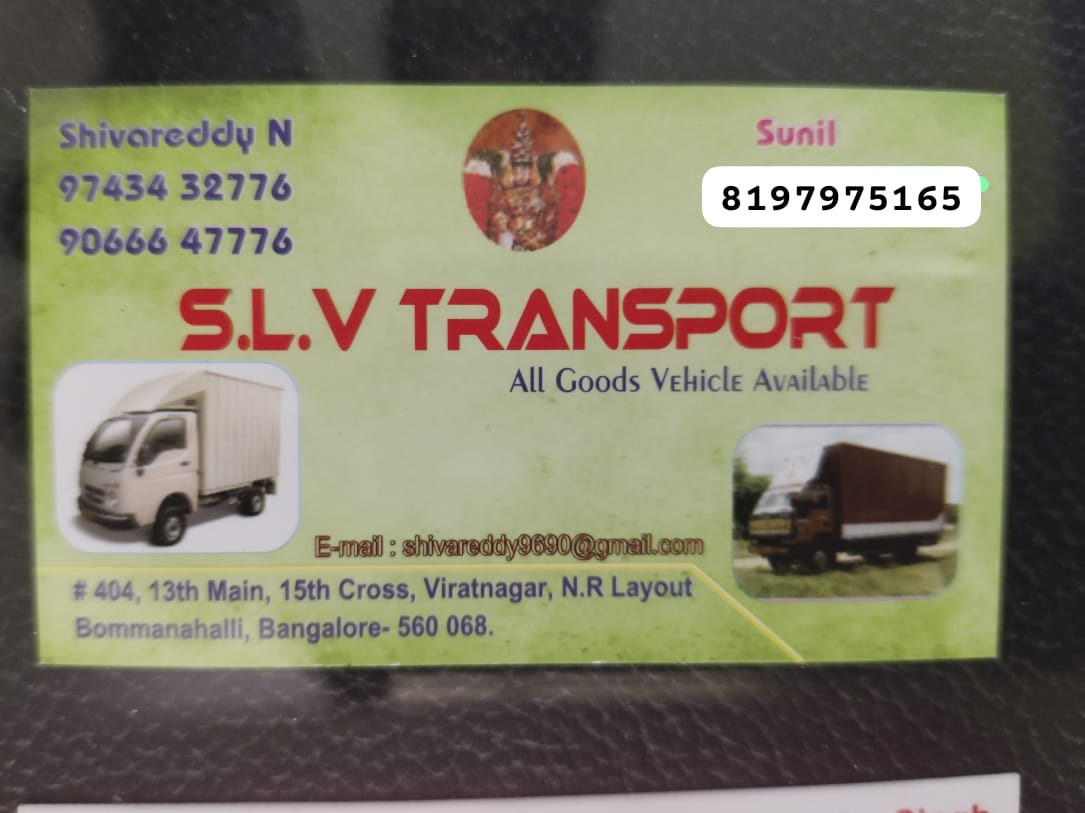 Shivareddy N
97434 32776
90666 47776
Sunil
8197975165
S.L.V TRANSPORT
All Goods Vehicle Available
E-mail : shivareddy9690@gmail.com
# 404, 13th Main, 15th Cross, Viratnagar, N.R Layout
Bommanahalli, Bangalore- 560 068.